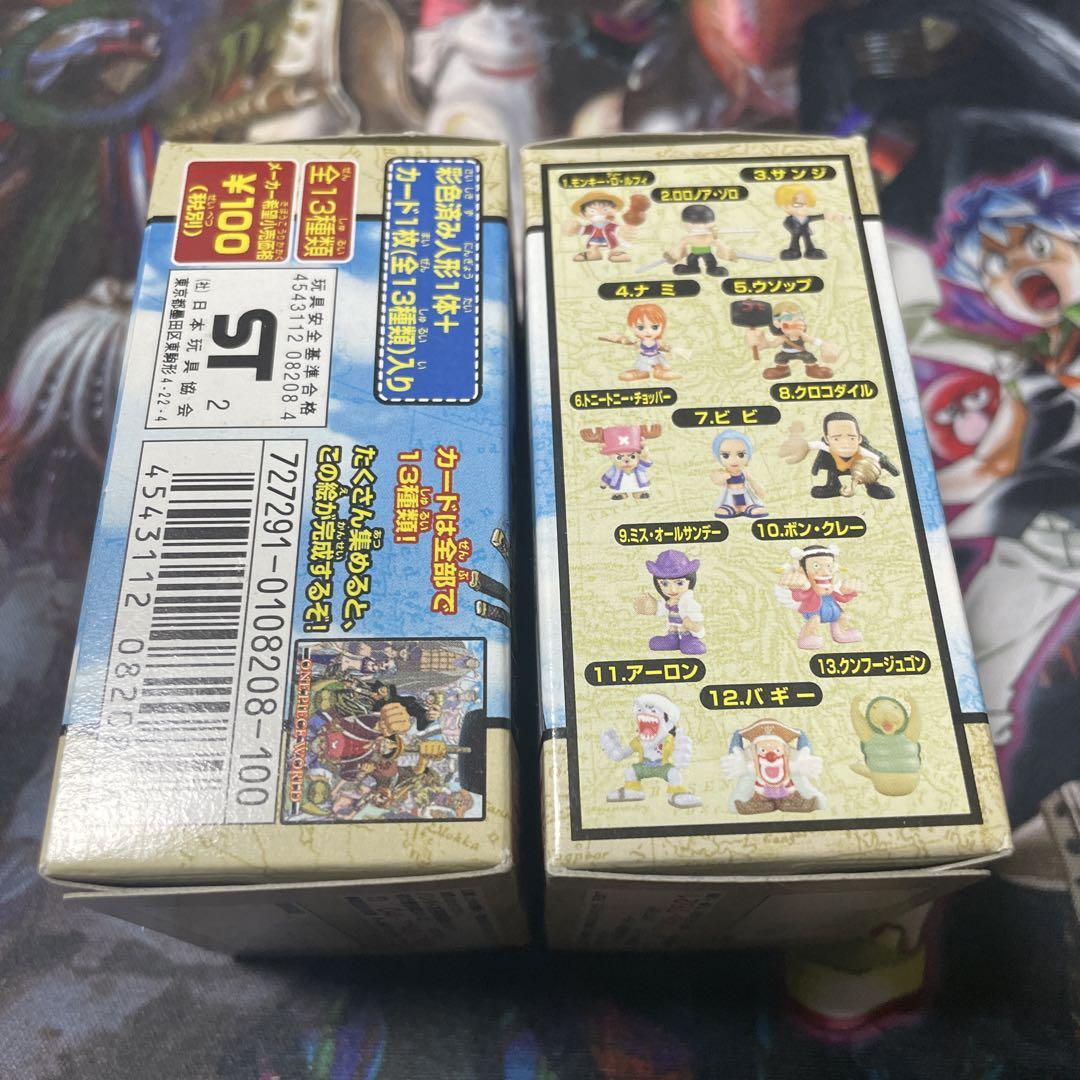 彩色済み人形1体+
カード1枚(全13種類)入り
全13種類
メーカー希望小売価格
¥100
(税別)
玩具安全基準合格
4543112 08208 4
ST
2
(社)日本玩具協会
東京都墨田区東駒形4-22-4
カードは全部で
13種類!
たくさん集めると、
この絵が完成するぞ!
72791-0108208-100
4543112 0820
ONE PIECE WORLD
1.モンキー・D・ルフィ
2.ロロノア・ゾロ
3.サンジ
4.ナミ
5.ウソップ
6.トニートニー・チョッパー
7.ビビ
8.クロコダイル
9.ミス・オールサンデー
10.ボン・クレー
11.アーロン
12.バギー
13.クンフージュゴン